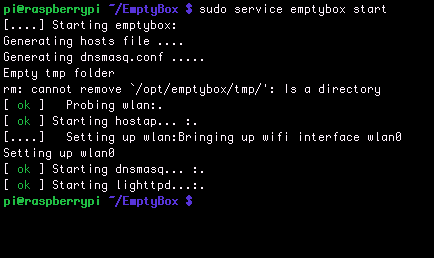 pi@raspberrypi ~/EmptyBox $ sudo service emptybox start
[....] Starting emptybox:
Generating hosts file ....
Generating dnsmasq.conf .....
Empty tmp folder
rm: cannot remove `/opt/emptybox/tmp/': Is a directory
[ ok ]   Probing wlan:.
[ ok ] Starting hostap... :.
[....]   Setting up wlan:Bringing up wifi interface wlan0
Setting up wlan0
[ ok ] Starting dnsmasq... :.
[ ok ] Starting lighttpd...:.
pi@raspberrypi ~/EmptyBox $